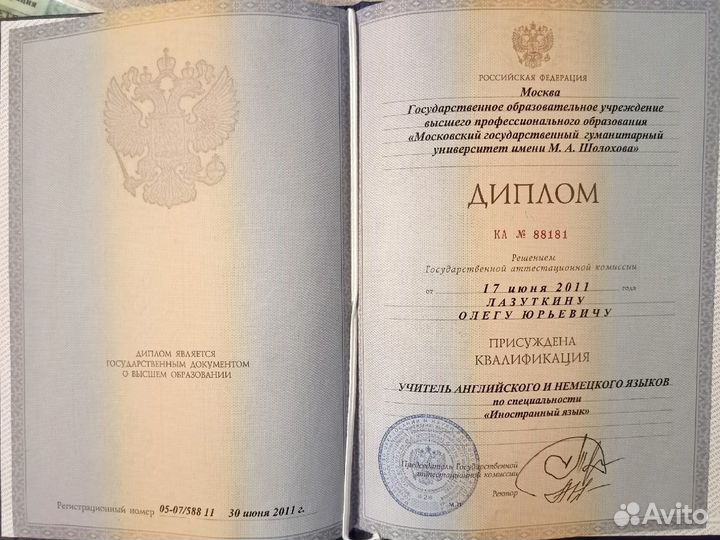 ДИПЛОМ ЯВЛЯЕТСЯ
ГОСУДАРСТВЕННЫМ ДОКУМЕНТОМ
О ВЫСШЕМ ОБРАЗОВАНИИ
Регистрационный номер 05-07/588 11 30 июня 2011 г.
РОССИЙСКАЯ ФЕДЕРАЦИЯ
Москва
Государственное образовательное учреждение
высшего профессионального образования
«Московский государственный гуманитарный
университет имени М. А. Шолохова»
ДИПЛОМ
КА № 88181
Решением
Государственной аттестационной комиссии
от 17 июня 2011 года
ЛАЗУТКИНУ
ОЛЕГУ ЮРЬЕВИЧУ
ПРИСУЖДЕНА
КВАЛИФИКАЦИЯ
УЧИТЕЛЬ АНГЛИЙСКОГО И НЕМЕЦКОГО ЯЗЫКОВ
по специальности
«Иностранный язык»
Председатель Государственной
аттестационной комиссии
Ректор
М.П.
Avito